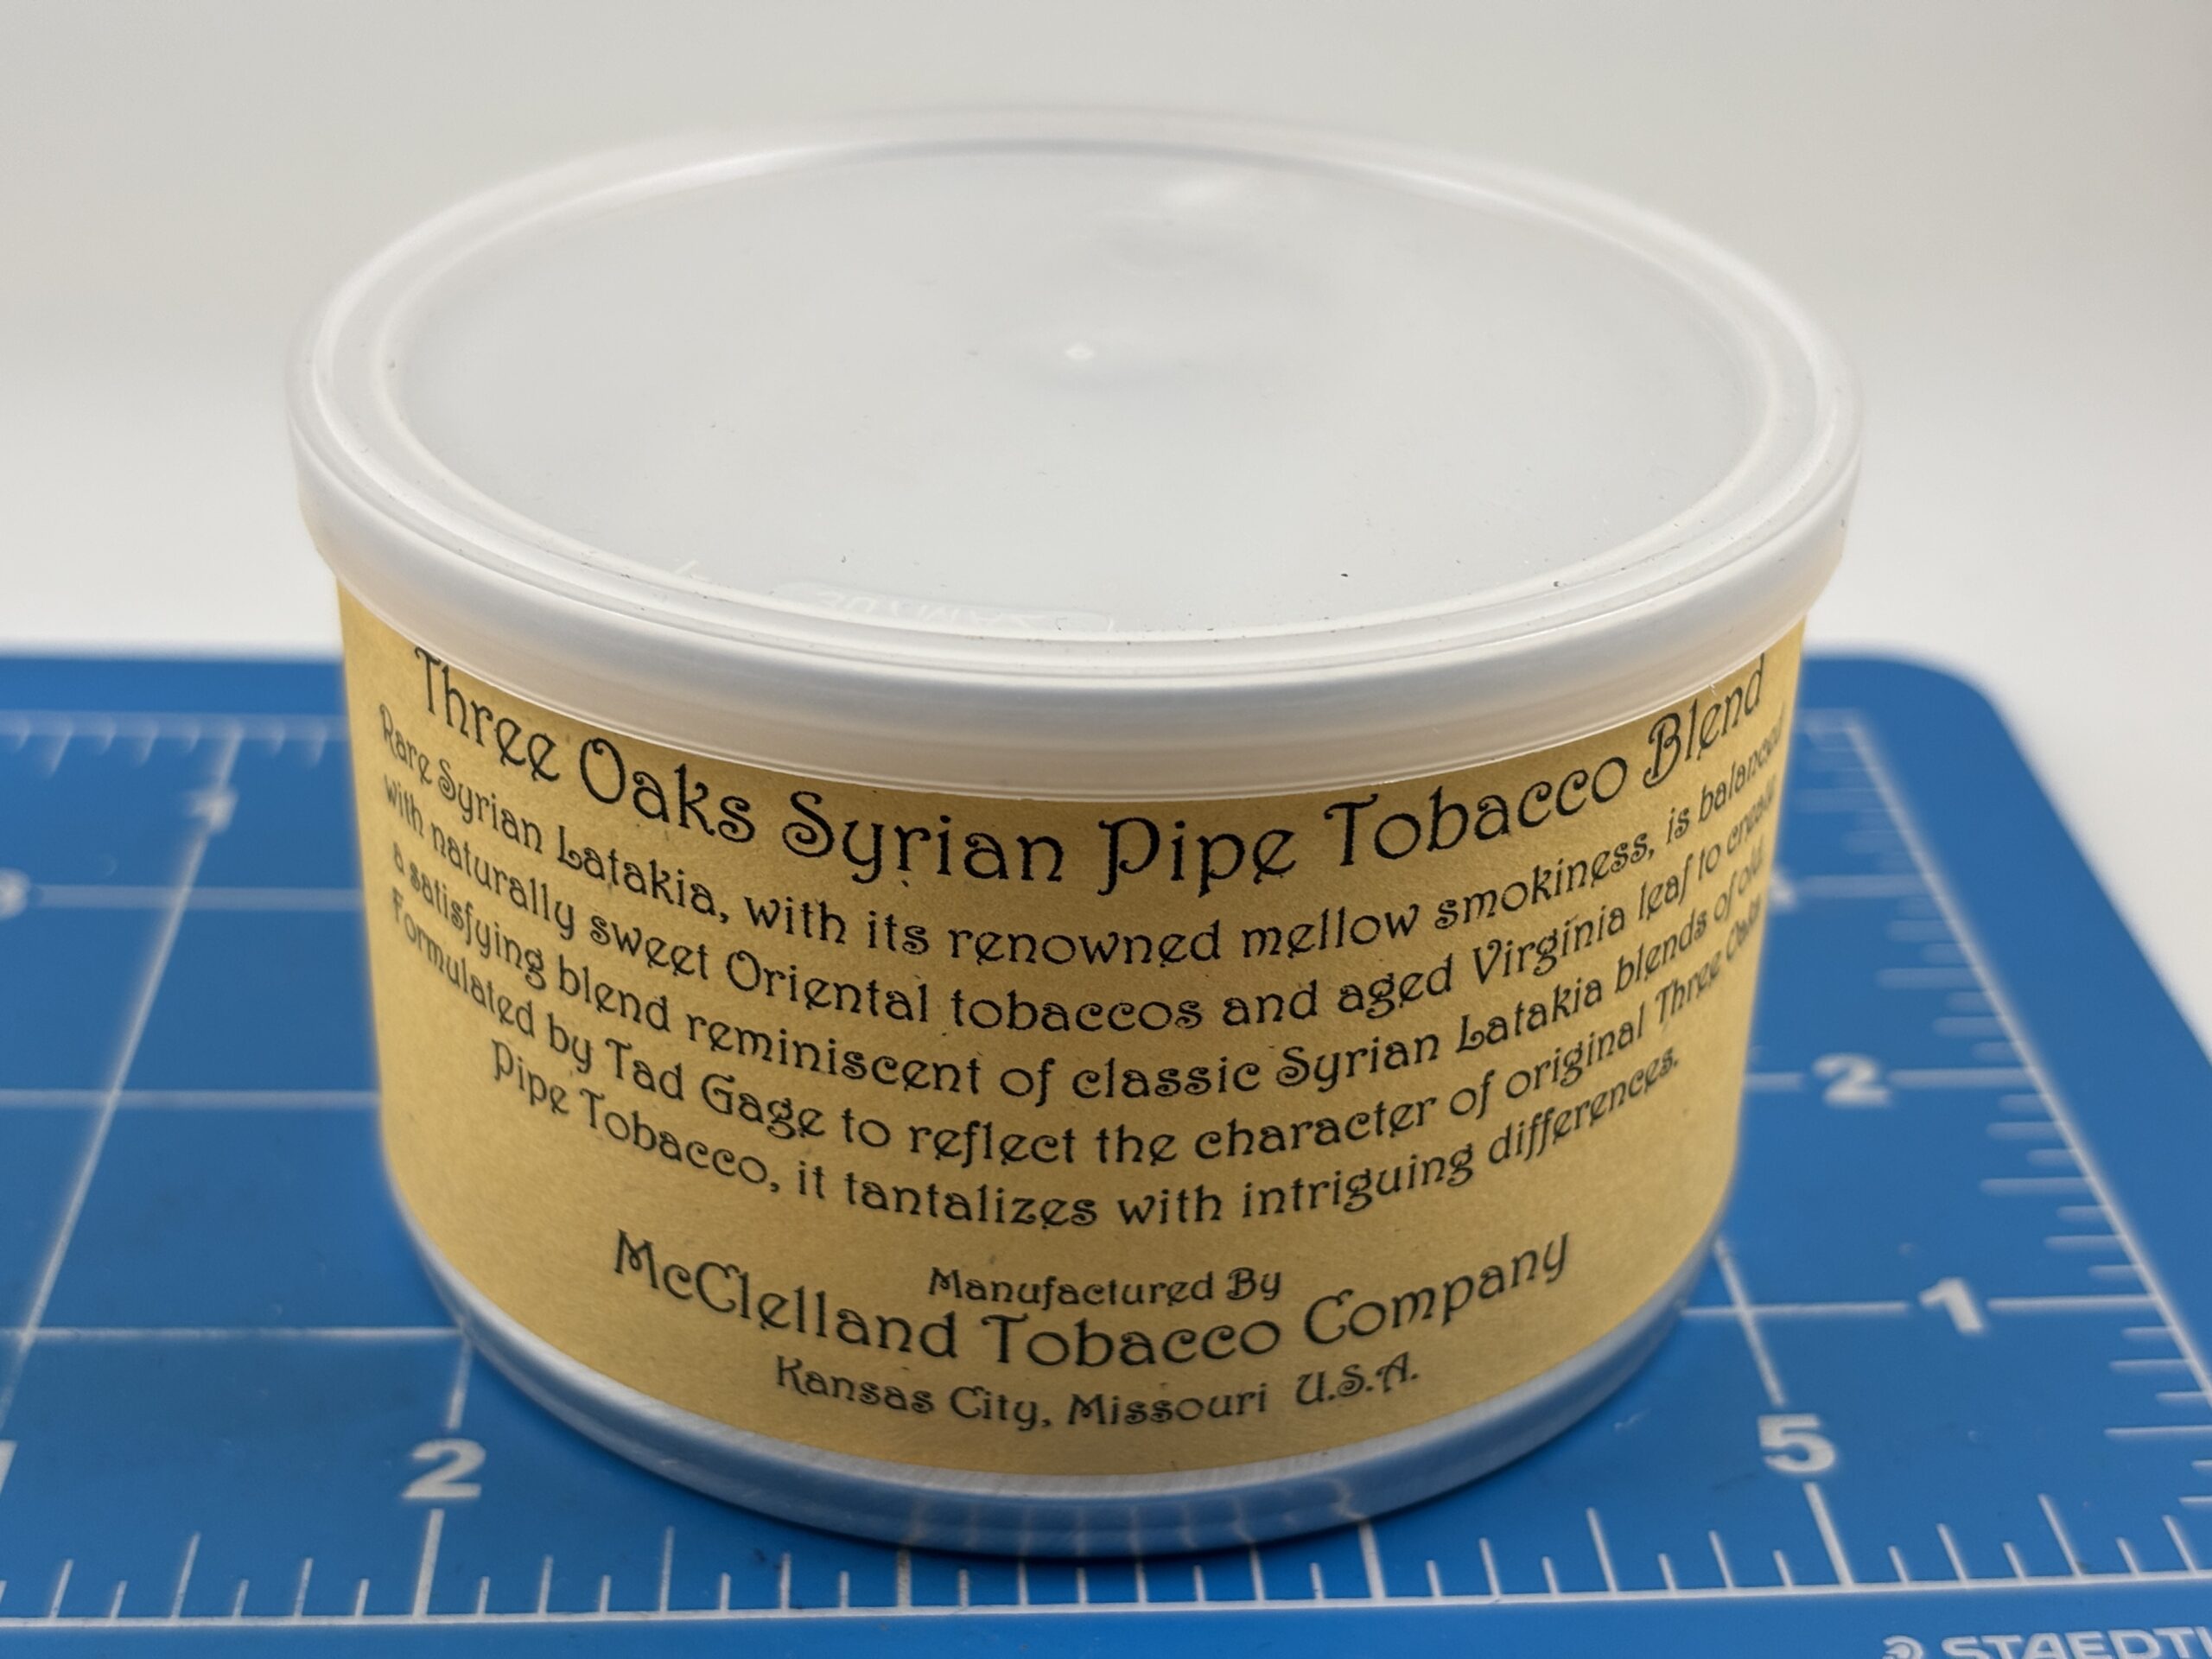 Three Oaks Syrian Pipe Tobacco Blend
Rare Syrian Latakia, with its renowned mellow smokiness, is balanced
with naturally sweet Oriental tobaccos and aged Virginia leaf to create
a satisfying blend reminiscent of classic Syrian Latakia blends of old.
Formulated by Tad Gage to reflect the character of original Three Oaks
Pipe Tobacco, it tantalizes with intriguing differences.
Manufactured By
McClelland Tobacco Company
Kansas City, Missouri U.S.A.
2
1
2
5
STAEDTL